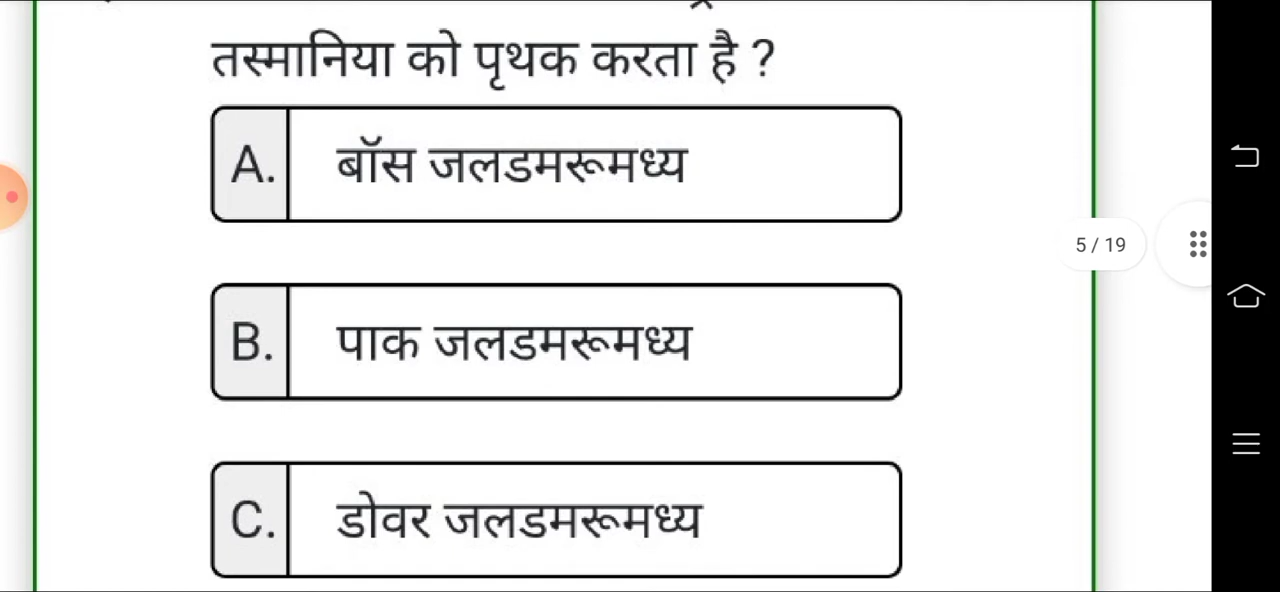 तस्मानिया को पृथक करता है ?
A. बॉस जलडमरूमध्य
5 / 19
B. पाक जलडमरूमध्य
C. डोवर जलडमरूमध्य